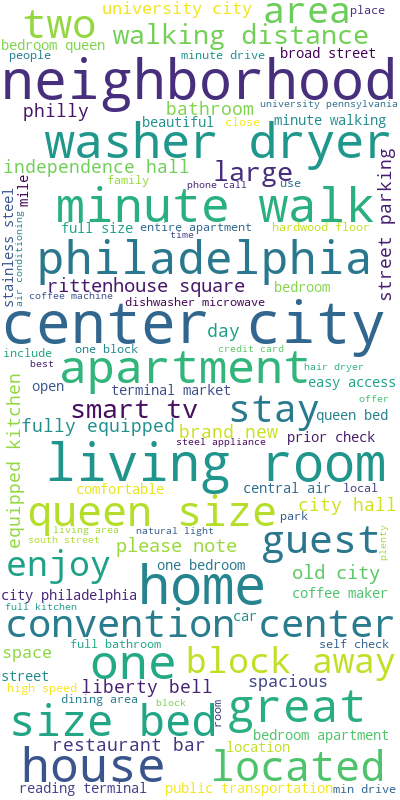 university city
area
place
two
walking distance
bedroom queen
people
minute drive
broad street
neighborhood
philly
bathroom
university pennsylvania
beautiful
close
minute walking
washer dryer
independence hall
large
family
phone call
use
street parking
mile
stainless steel
air conditioning
minute walk
full size
entire apartment
hardwood floor
time
philadelphia
rittenhouse square
bedroom
coffee machine
dishwasher microwave
center city
day
include
one block
credit card
hair dryer
best
apartment
easy access
open
terminal market
offer
smart tv
stay
queen bed
fully equipped
brand new
prior check
steel appliance
equipped kitchen
living room
comfortable
central air
local
queen size
city hall
park
living area
natural light
south street
please note
guest
plenty
enjoy
one bedroom
old city
home
city philadelphia
coffee maker
full kitchen
convention center
car
full bathroom
self check
space
one
block away
street
high speed
liberty bell
spacious
dining area
block
room
size bed
great
bedroom apartment
restaurant bar
location
house
located
reading terminal
public transportation
min drive